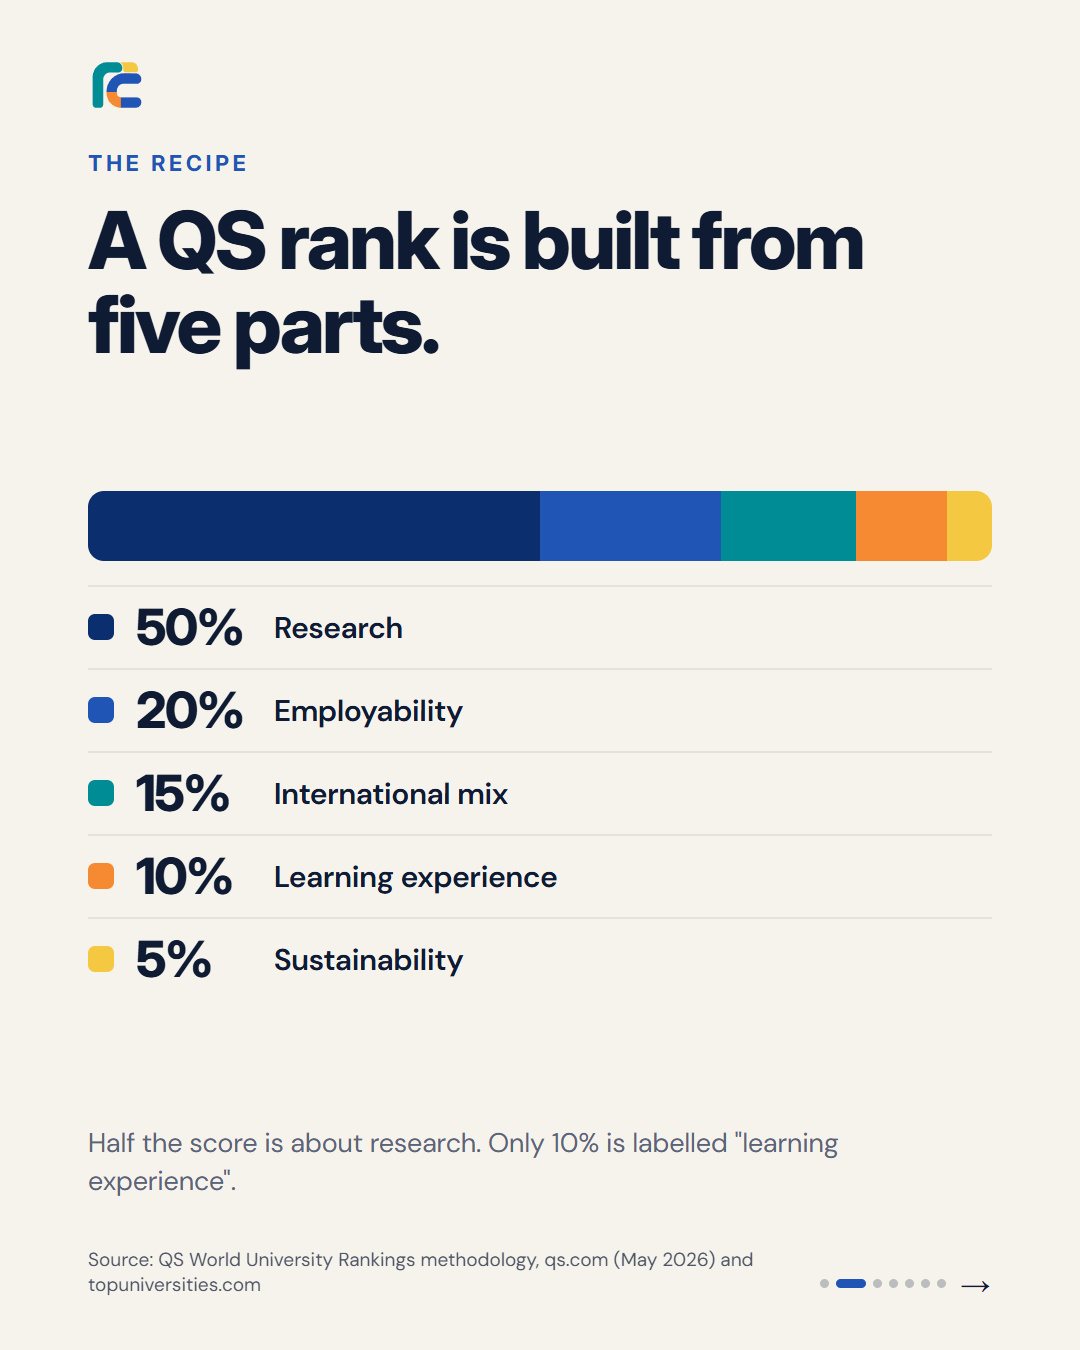 THE RECIPE
A QS rank is built from
five parts.
50% Research
20% Employability
15% International mix
10% Learning experience
5% Sustainability
Half the score is about research. Only 10% is labelled "learning
experience".
Source: QS World University Rankings methodology, qs.com (May 2026) and
topuniversities.com
→